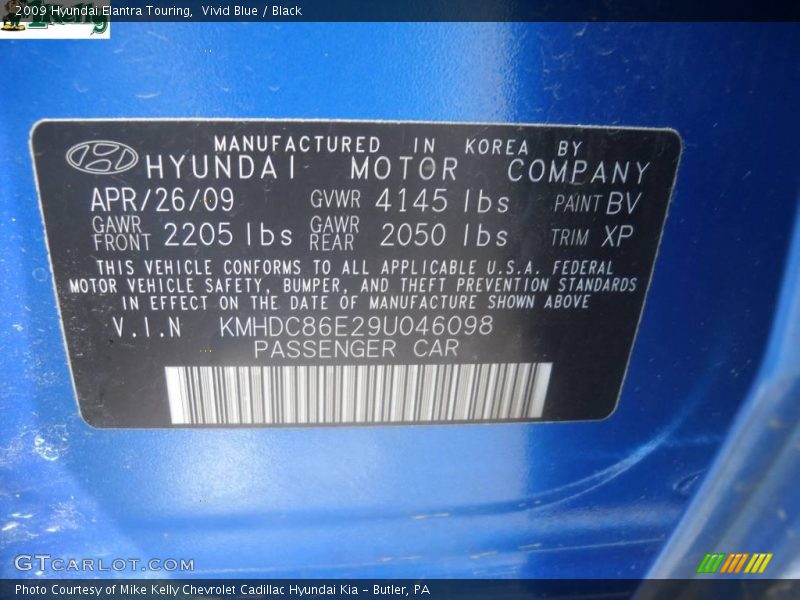 2009 Hyundai Elantra Touring, Vivid Blue / Black
MANUFACTURED IN KOREA BY
HYUNDAI MOTOR COMPANY
APR/26/09 GVWR 4145 lbs PAINT BV
GAWR FRONT 2205 lbs GAWR REAR 2050 lbs TRIM XP
THIS VEHICLE CONFORMS TO ALL APPLICABLE U.S.A. FEDERAL
MOTOR VEHICLE SAFETY, BUMPER, AND THEFT PREVENTION STANDARDS
IN EFFECT ON THE DATE OF MANUFACTURE SHOWN ABOVE
V.I.N KMHDC86E29U046098
PASSENGER CAR
GTCARLOT.COM
Photo Courtesy of Mike Kelly Chevrolet Cadillac Hyundai Kia – Butler, PA